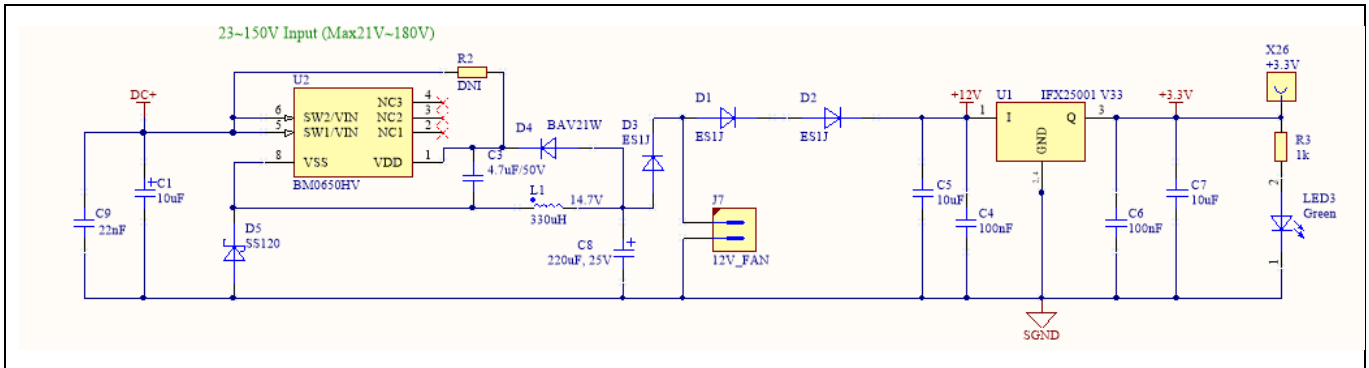 23~150V Input (Max21V~180V)
X26
+3.3V
R2
DNI
U2
DC+
NC3 4
6 SW2/VIN NC2 3
5 SW1/VIN NC1 2
8 VSS VDD 1
BM0650HV
D4 BAV21W
D3
ES1J
D1
ES1J
D2
ES1J
+12V
U1 IFX25001 V33
1 I Q 3
GND
2,4
+3.3V
R3
1k
C3
4.7uF/50V
C1
10uF
C9
22nF
L1
330uH
14.7V
D5
SS120
C8
220uF, 25V
J7
12V_FAN
C5
10uF
C4
100nF
C6
100nF
C7
10uF
2
LED3
Green
1
SGND